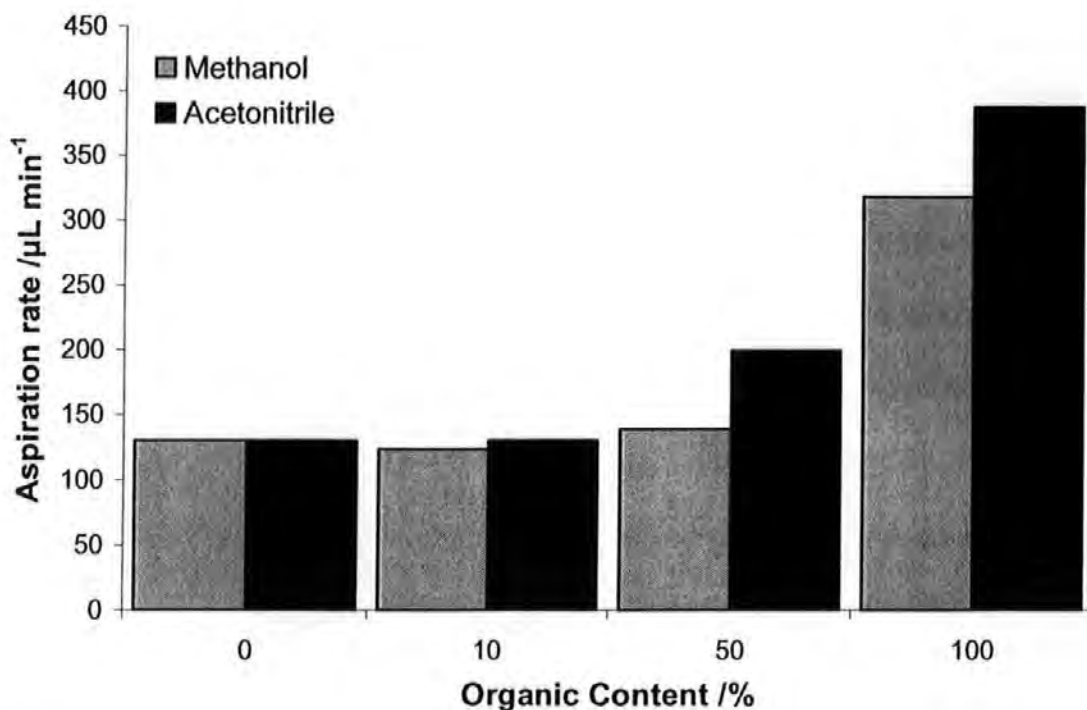 450
400
350
300
250
200
150
100
50
0
Aspiration rate /µL min⁻¹
Methanol
Acetonitrile
0 10 50 100
Organic Content /%